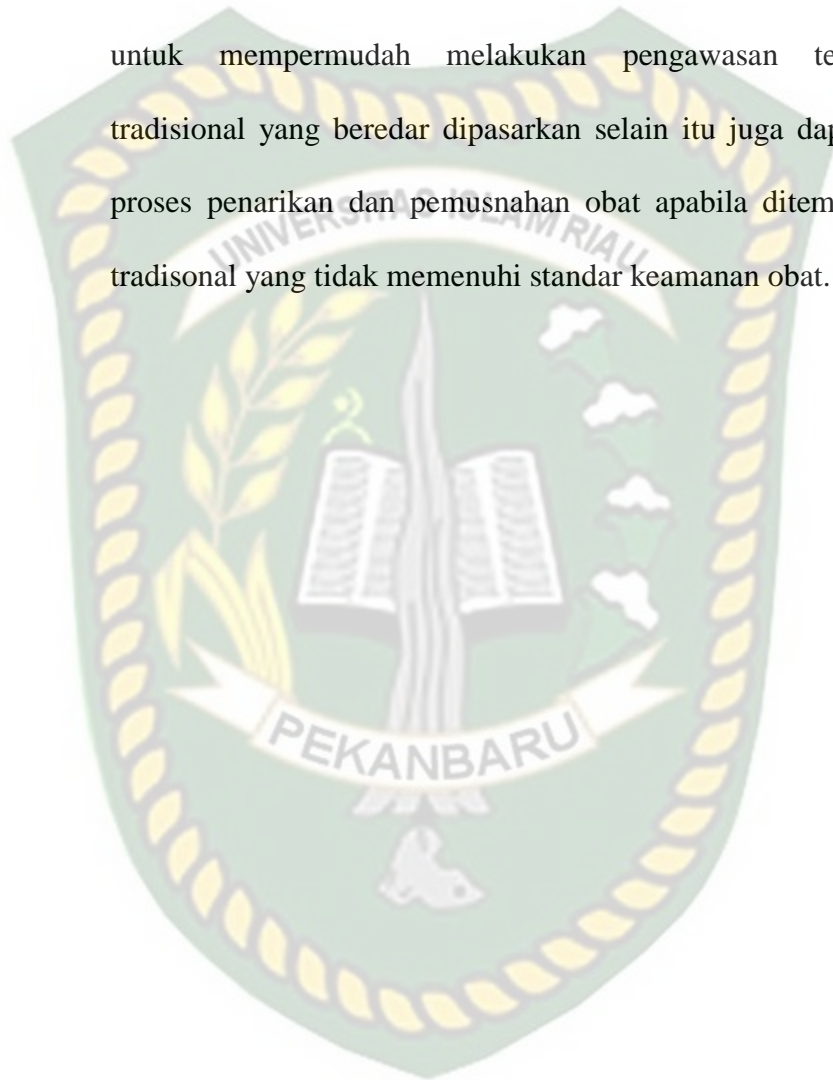 untuk mempermudah melakukan pengawasan te
tradisional yang beredar dipasarkan selain itu juga dap
proses penarikan dan pemusnahan obat apabila ditem
tradisonal yang tidak memenuhi standar keamanan obat.
UNIVERSITAS ISLAM RIAU
PEKANBARU